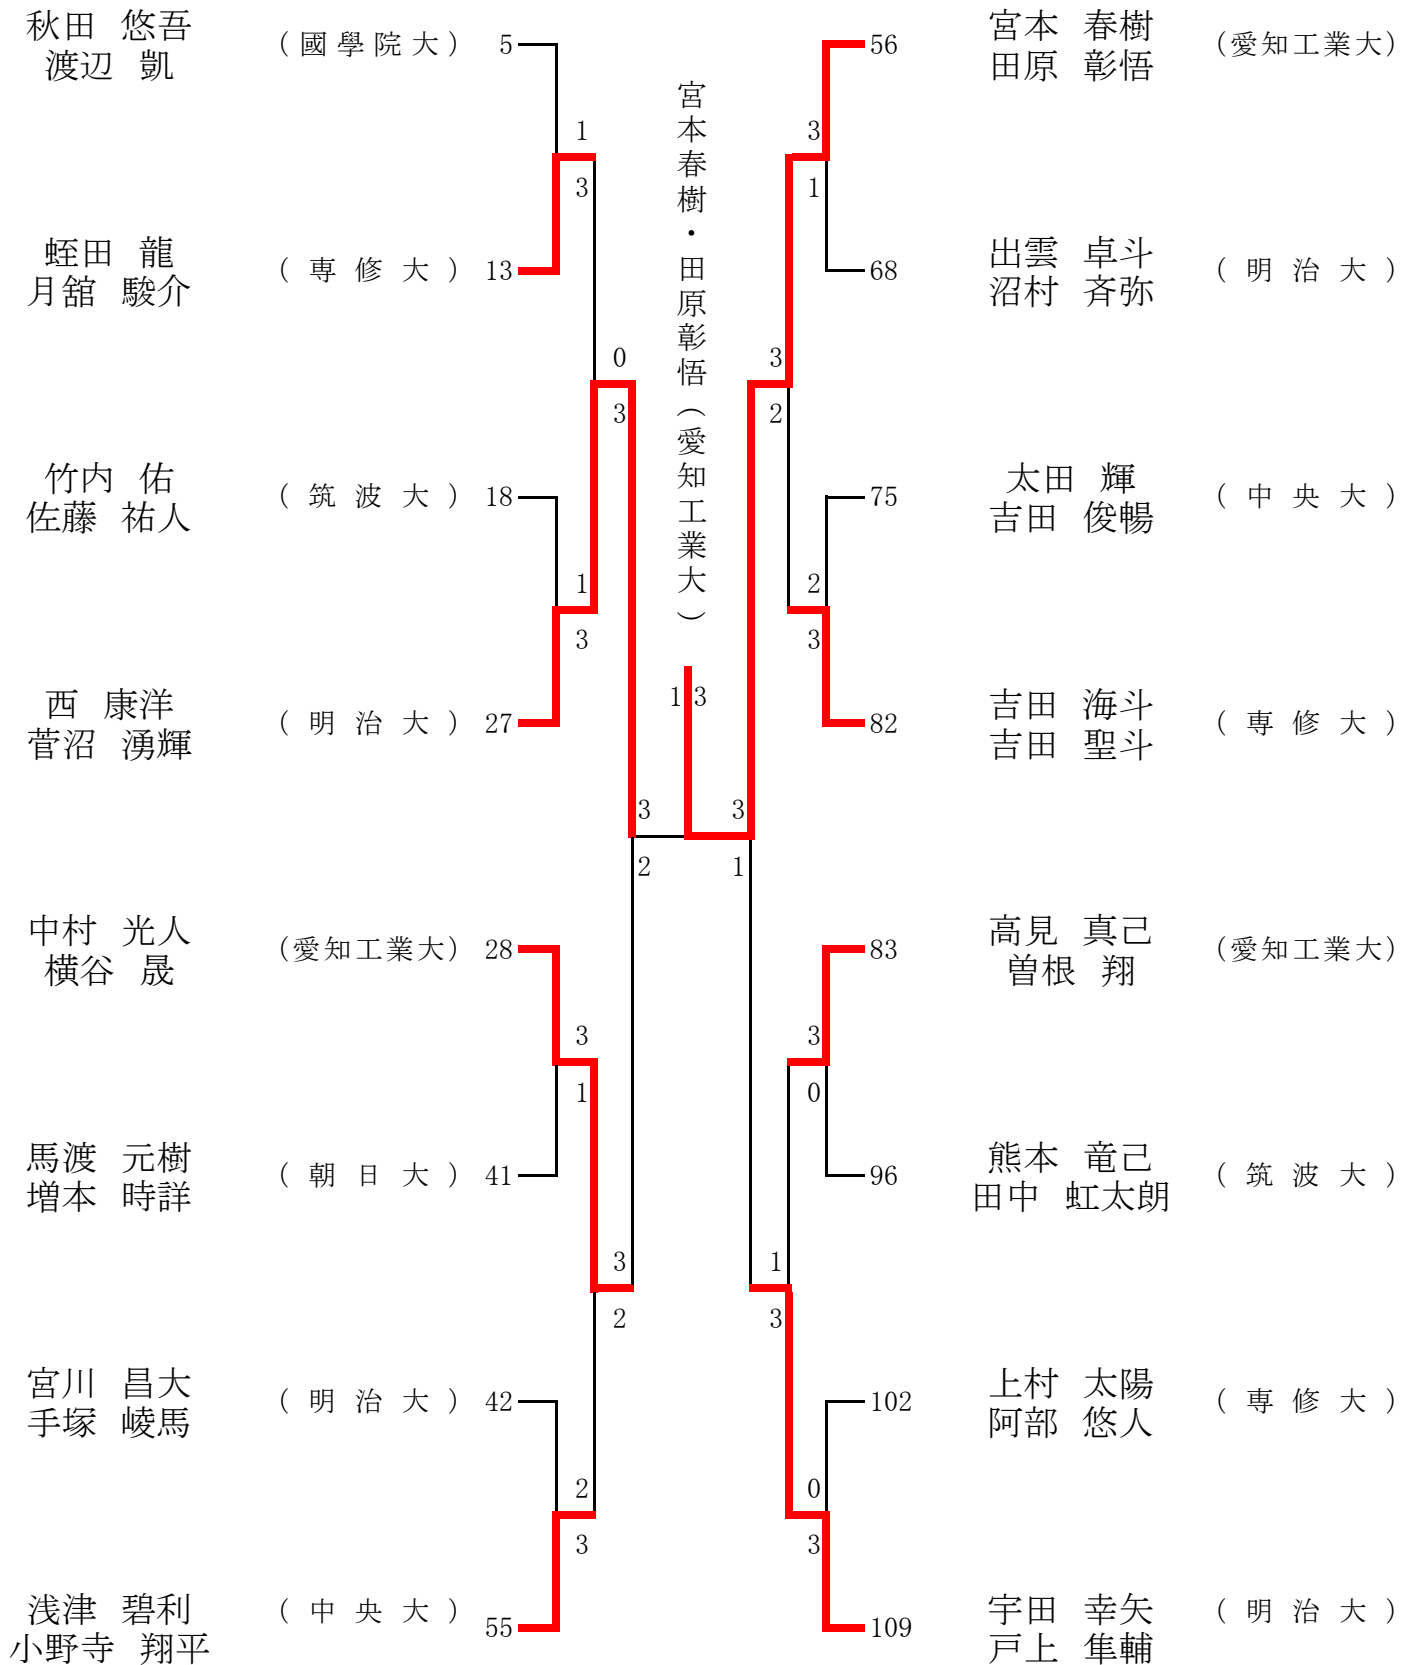 秋田 悠吾
渡辺 凱
(國學院大) 5
1
3
蛭田 龍
月舘 駿介
(専修大) 13
0
3
竹内 佑
佐藤 祐人
(筑波大) 18
1
3
西 康洋
菅沼 湧輝
(明治大) 27
3
2
中村 光人
横谷 晟
(愛知工業大) 28
3
1
馬渡 元樹
増本 時詳
(朝日大) 41
3
2
宮川 昌大
手塚 崚馬
(明治大) 42
2
3
浅津 碧利
小野寺 翔平
(中央大) 55
宮本春樹・田原彰悟(愛知工業大)
1 3
56 宮本 春樹
田原 彰悟
(愛知工業大)
3
1
68 出雲 卓斗
沼村 斉弥
(明治大)
3
2
75 太田 輝
吉田 俊暢
(中央大)
2
3
82 吉田 海斗
吉田 聖斗
(専修大)
3
1
83 高見 真己
曽根 翔
(愛知工業大)
3
0
96 熊本 竜己
田中 虹太朗
(筑波大)
1
3
102 上村 太陽
阿部 悠人
(専修大)
0
3
109 宇田 幸矢
戸上 隼輔
(明治大)